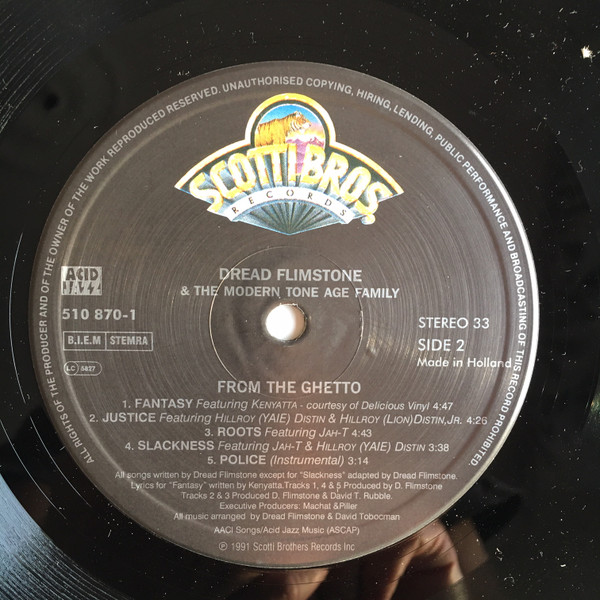 ALL RIGHTS OF THE PRODUCER AND OF THE OWNER OF THE WORK REPRODUCED RESERVED. UNAUTHORISED COPYING, HIRING, LENDING, PUBLIC PERFORMANCE AND BROADCASTING OF THIS RECORD PROHIBITED
SCOTTI BROS.
RECORDS
DREAD FLIMSTONE
& THE MODERN TONE AGE FAMILY
ACID
JAZZ
510 870-1
B.I.E.M STEMRA
LC 5827
STEREO 33
SIDE 2
Made in Holland
FROM THE GHETTO
1. FANTASY Featuring KENYATTA - courtesy of Delicious Vinyl 4:47
2. JUSTICE Featuring HILLROY (YAIE) DISTIN & HILLROY (LION) DISTIN, JR. 4:26
3. ROOTS Featuring JAH-T 4:43
4. SLACKNESS Featuring JAH-T & HILLROY (YAIE) DISTIN 3:38
5. POLICE (Instrumental) 3:14
All songs written by Dread Flimstone except for "Slackness" adapted by Dread Flimstone.
Lyrics for "Fantasy" written by Kenyatta. Tracks 1, 4 & 5 Produced by D. Flimstone
Tracks 2 & 3 Produced D. Flimstone & David T. Rubble.
Executive Producers: Machat &Piller
All music arranged by Dread Flimstone & David Tobocman
AACI Songs/Acid Jazz Music (ASCAP)
℗ 1991 Scotti Brothers Records Inc